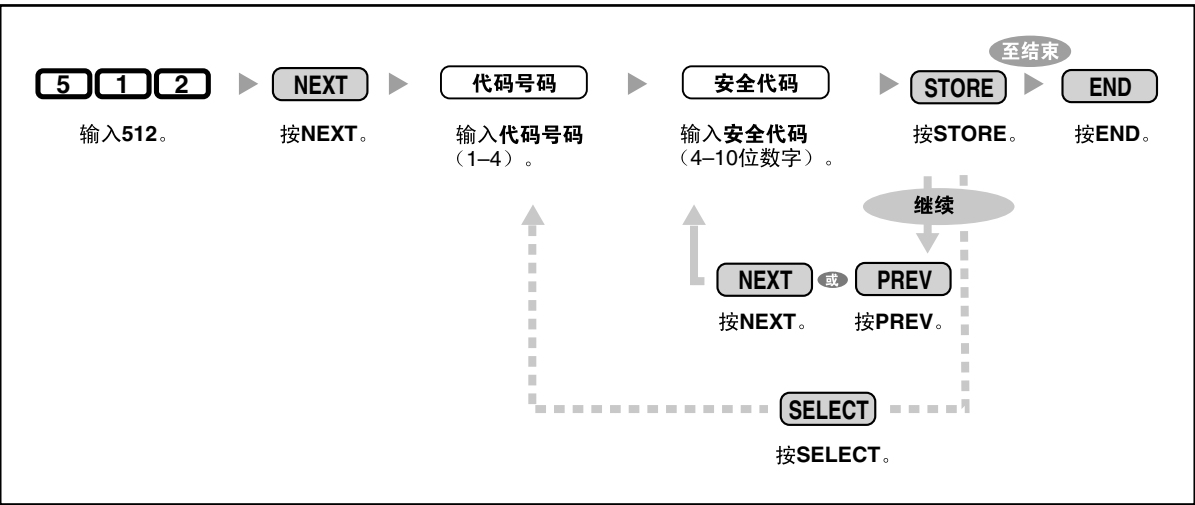 至结束
5 1 2 NEXT 代码号码 安全代码 STORE END
输入512。 按NEXT。 输入代码号码 输入安全代码 按STORE。 按END。
（1–4）。 （4–10位数字）。
继续
NEXT 或 PREV
按NEXT。 按PREV。
SELECT
按SELECT。